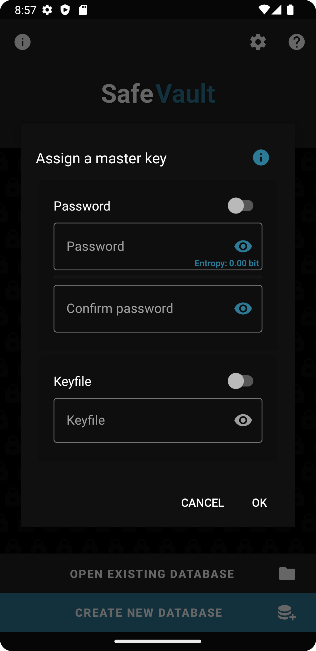 8:57
SafeVault
Assign a master key
Password
Password
Entropy: 0.00 bit
Confirm password
Keyfile
Keyfile
CANCEL OK
OPEN EXISTING DATABASE
CREATE NEW DATABASE